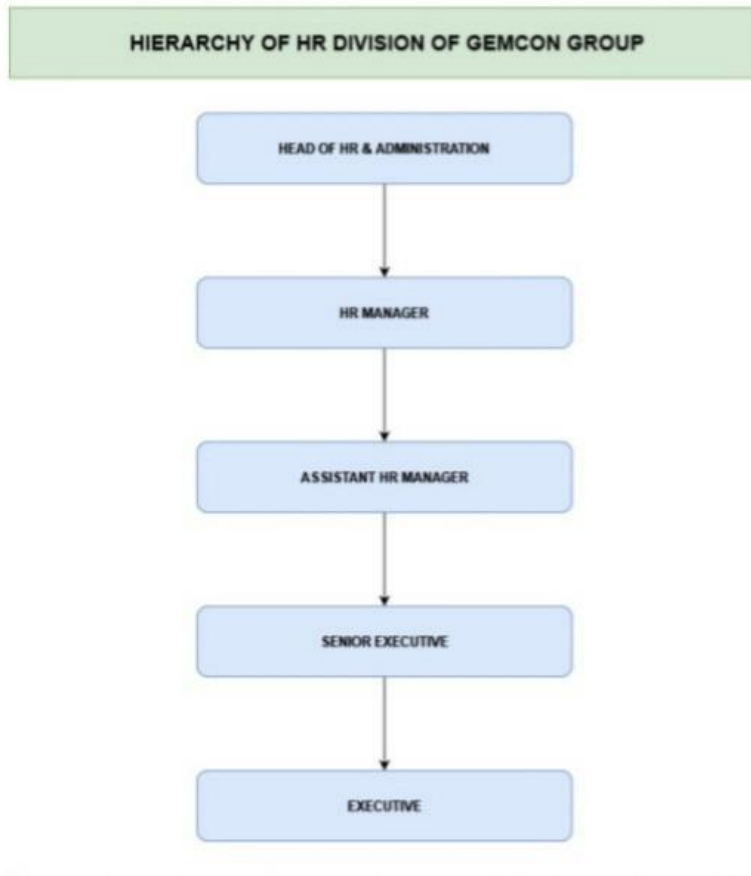 HIERARCHY OF HR DIVISION OF GEMCON GROUP
HEAD OF HR & ADMINISTRATION
HR MANAGER
ASSISTANT HR MANAGER
SENIOR EXECUTIVE
EXECUTIVE